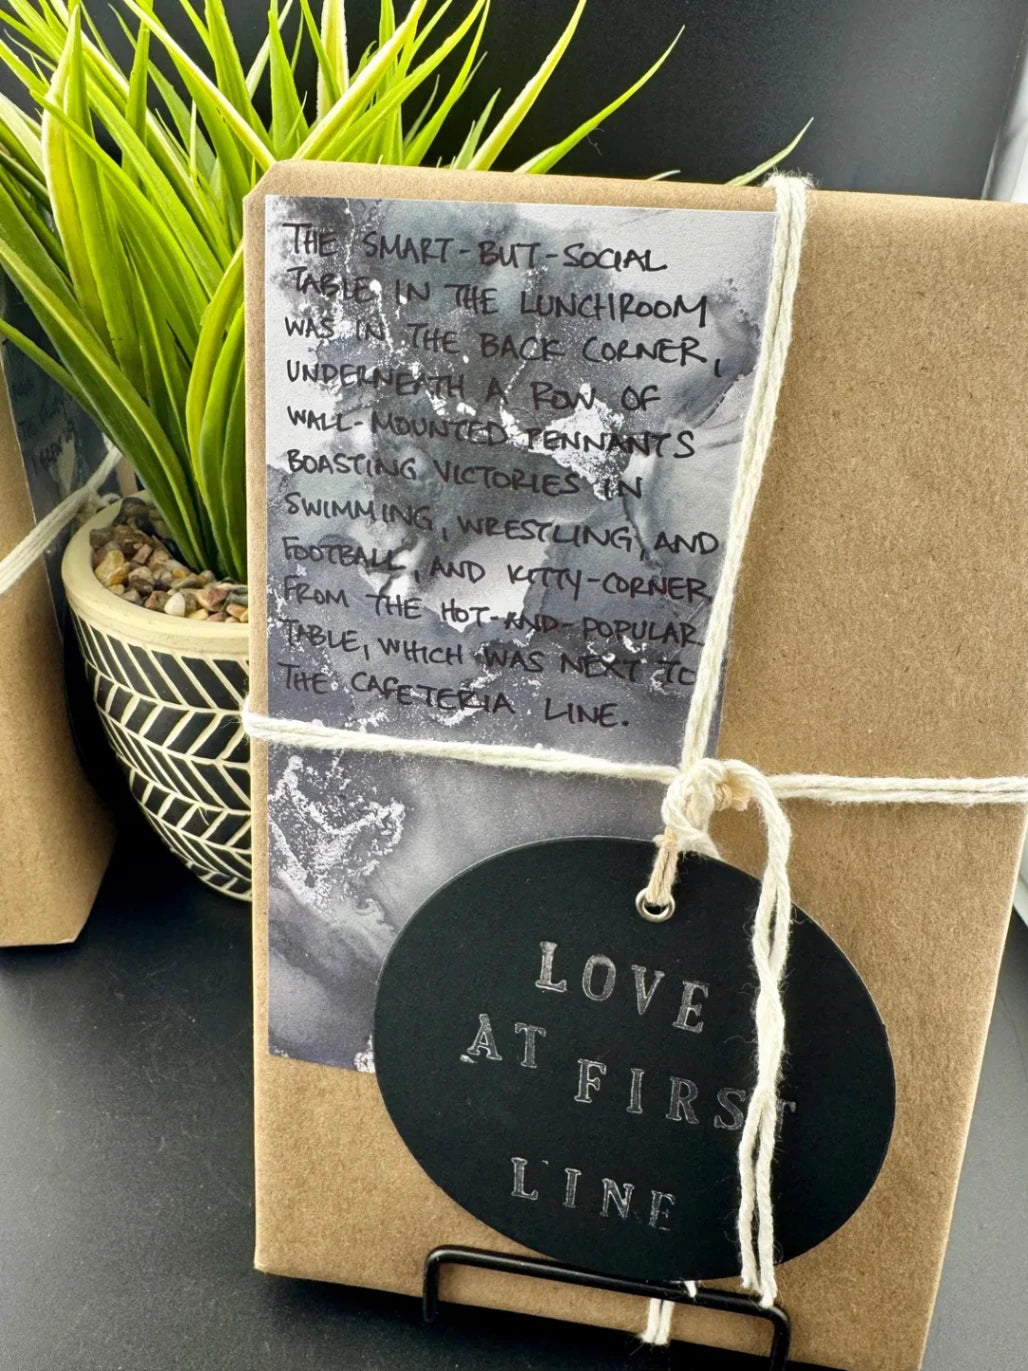 THE SMART-BUT-SOCIAL
TABLE IN THE LUNCHROOM
WAS IN THE BACK CORNER,
UNDERNEATH A ROW OF
WALL-MOUNTED PENNANTS
BOASTING VICTORIES IN
SWIMMING, WRESTLING, AND
FOOTBALL, AND KITTY-CORNER
FROM THE HOT-AND-POPULAR
TABLE, WHICH WAS NEXT TO
THE CAFETERIA LINE.
LOVE
AT FIRST
LINE